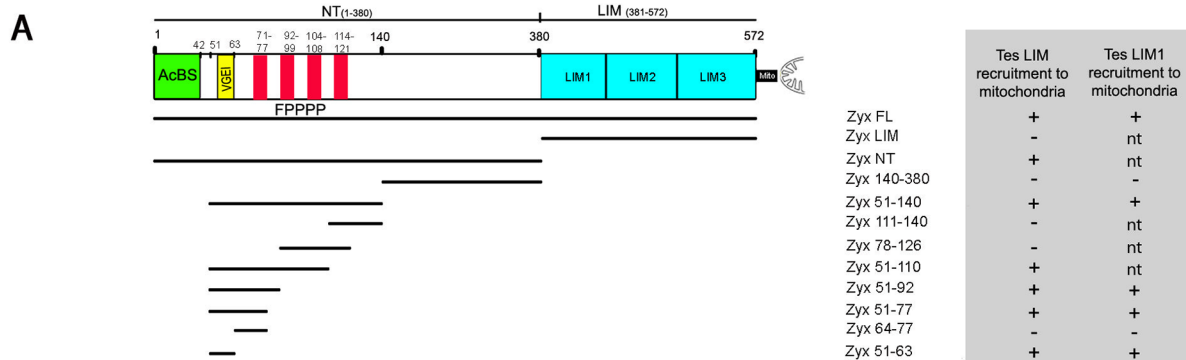 A
NT(1-380) LIM (381-572)
1 42 51 63 71-77 92-99 104-108 114-121 140 380 572
AcBS VGEI LIM1 LIM2 LIM3 Mito
FPPPP
Tes LIM recruitment to mitochondria
Tes LIM1 recruitment to mitochondria
Zyx FL + +
Zyx LIM - nt
Zyx NT + nt
Zyx 140-380 - -
Zyx 51-140 + +
Zyx 111-140 - nt
Zyx 78-126 - nt
Zyx 51-110 + nt
Zyx 51-92 + +
Zyx 51-77 + +
Zyx 64-77 - -
Zyx 51-63 + +